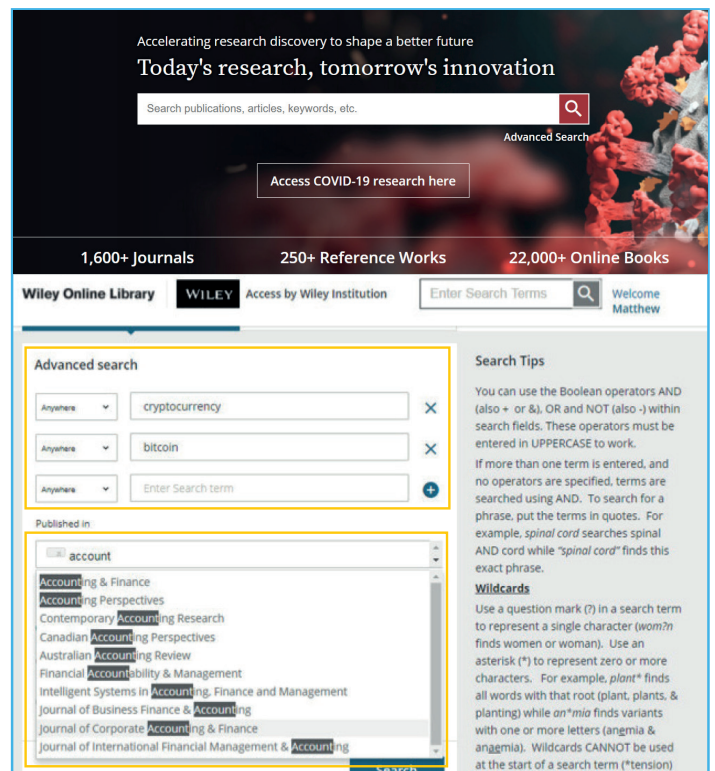 Accelerating research discovery to shape a better future
Today's research, tomorrow's innovation
Search publications, articles, keywords, etc.
Advanced Search
Access COVID-19 research here
1,600+ Journals
250+ Reference Works
22,000+ Online Books
Wiley Online Library
WILEY
Access by Wiley Institution
Enter Search Terms
Welcome
Matthew
Advanced search
Anywhere
cryptocurrency
Anywhere
bitcoin
Anywhere
Enter Search term
Published in
account
Accounting & Finance
Accounting Perspectives
Contemporary Accounting Research
Canadian Accounting Perspectives
Australian Accounting Review
Financial Accountability & Management
Intelligent Systems in Accounting, Finance and Management
Journal of Business Finance & Accounting
Journal of Corporate Accounting & Finance
Journal of International Financial Management & Accounting
Search
Search Tips
You can use the Boolean operators AND
(also + or &), OR and NOT (also -) within
search fields. These operators must be
entered in UPPERCASE to work.
If more than one term is entered, and
no operators are specified, terms are
searched using AND. To search for a
phrase, put the terms in quotes. For
example, spinal cord searches spinal
AND cord while "spinal cord" finds this
exact phrase.
Wildcards
Use a question mark (?) in a search term
to represent a single character (wom?n
finds women or woman). Use an
asterisk (*) to represent zero or more
characters. For example, plant* finds
all words with that root (plant, plants, &
planting) while an*mia finds variants
with one or more letters (anemia &
anaemia). Wildcards CANNOT be used
at the start of a search term (*tension)